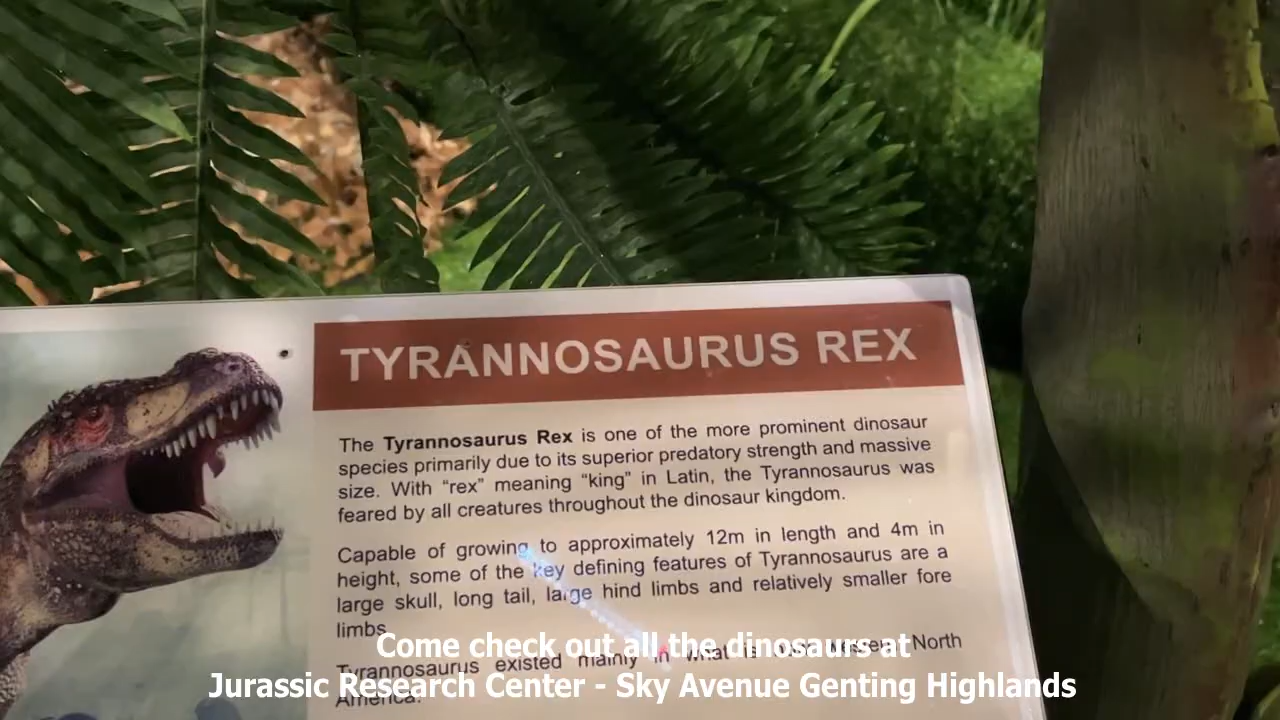 TYRANNOSAURUS REX
The Tyrannosaurus Rex is one of the more prominent dinosaur
species primarily due to its superior predatory strength and massive
size. With “rex” meaning “king” in Latin, the Tyrannosaurus was
feared by all creatures throughout the dinosaur kingdom.
Capable of growing to approximately 12m in length and 4m in
height, some of the key defining features of Tyrannosaurus are a
large skull, long tail, large hind limbs and relatively smaller fore
limbs.
Tyrannosaurus existed mainly in what is now western North
America.
Come check out all the dinosaurs at
Jurassic Research Center - Sky Avenue Genting Highlands